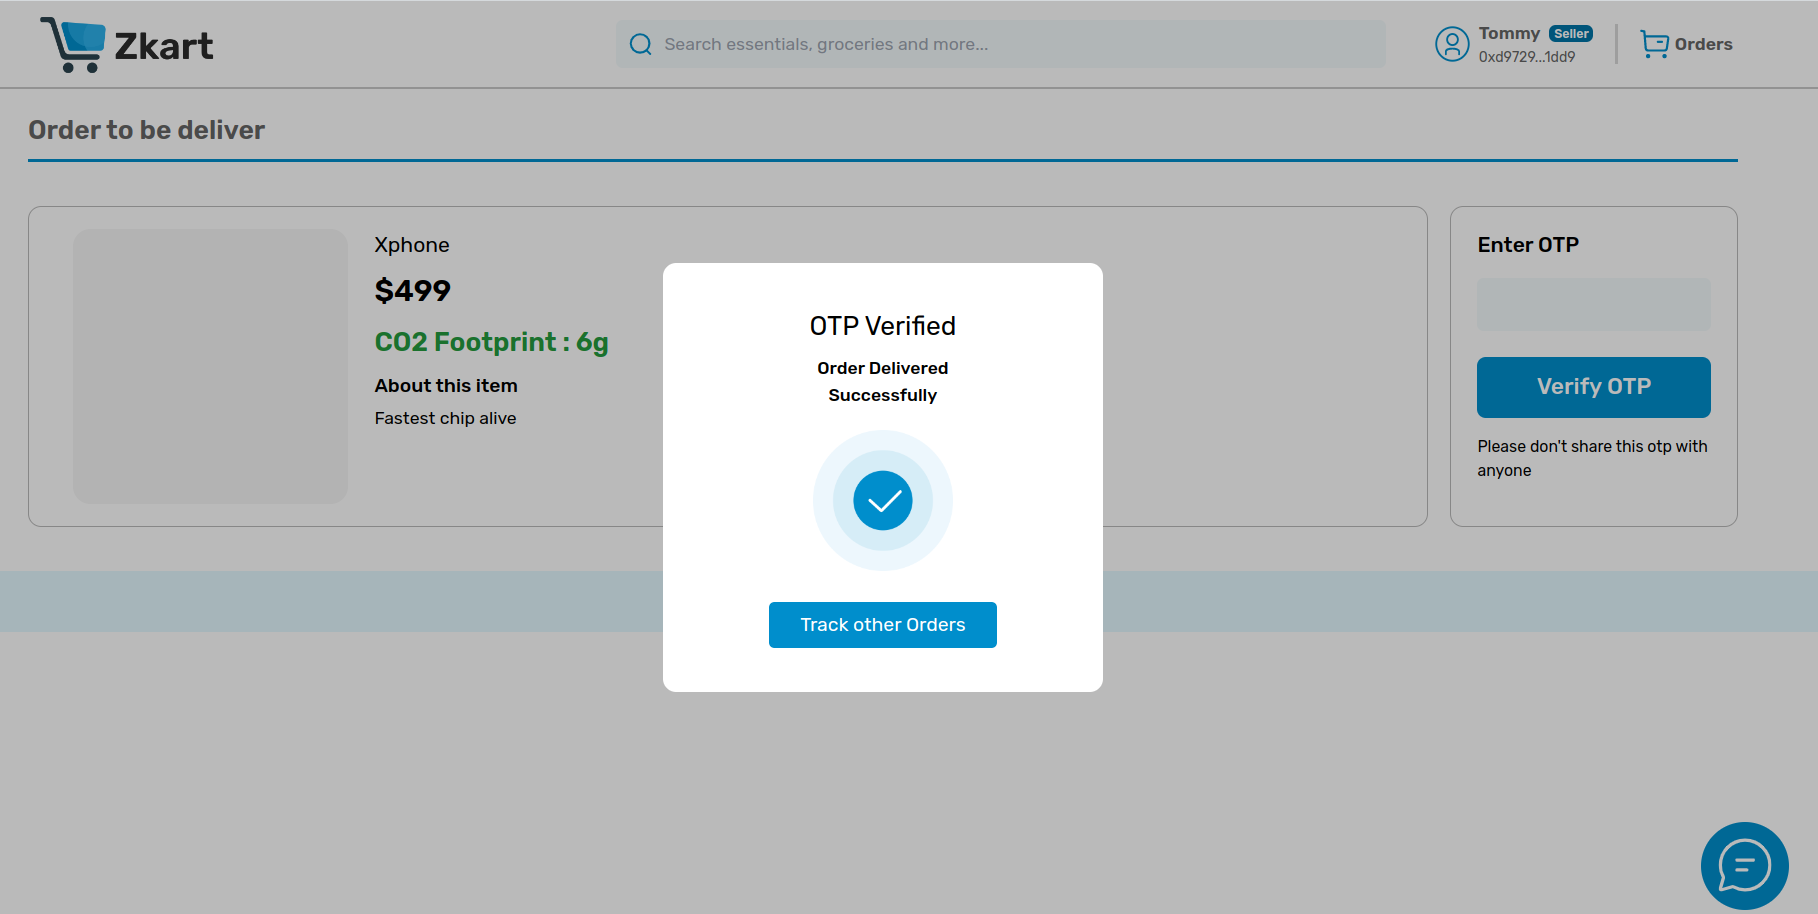 Zkart
Search essentials, groceries and more...
Tommy Seller
0xd9729...1dd9
Orders
Order to be deliver
Xphone
$499
CO2 Footprint : 6g
About this item
Fastest chip alive
OTP Verified
Order Delivered
Successfully
Track other Orders
Enter OTP
Verify OTP
Please don't share this otp with
anyone